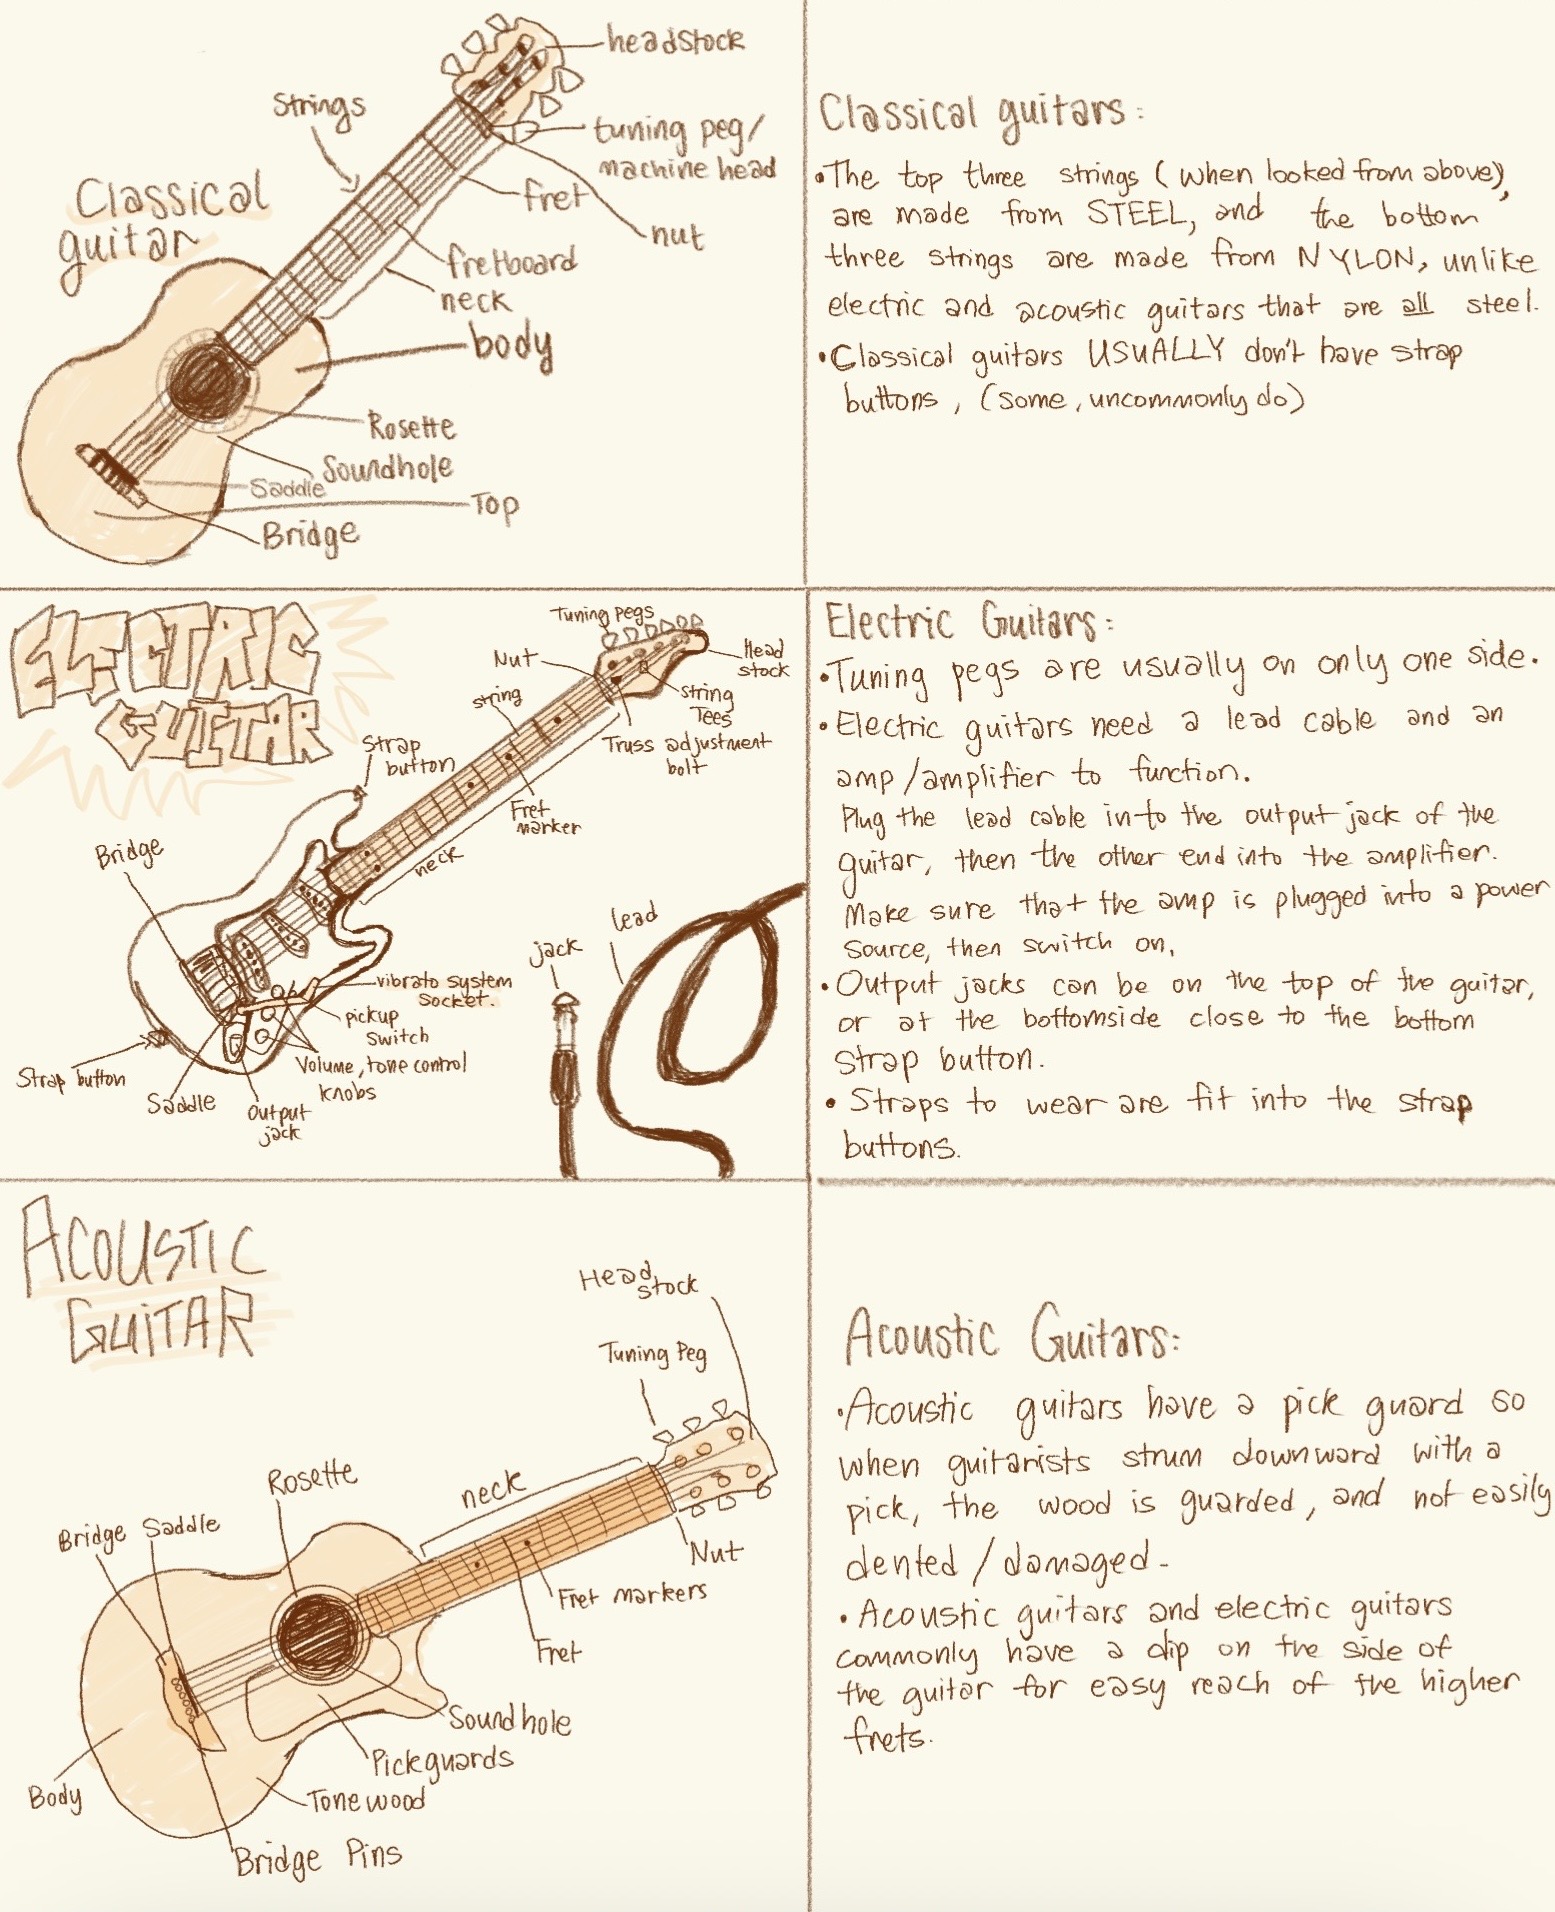 headstock
Strings
tuning peg/
machine head
Classical
guitar
fret
nut
fretboard
neck
body
Rosette
Soundhole
Saddle
Top
Bridge
Classical guitars:
•The top three strings (when looked from above),
are made from STEEL, and the bottom
three strings are made from NYLON, unlike
electric and acoustic guitars that are all steel.
•Classical guitars USUALLY don't have strap
buttons, (some, uncommonly do)
ELECTRIC
GUITAR
Tuning pegs
Nut
Head
stock
string
string
Tees
Truss adjustment
bolt
Strap
button
Fret
marker
neck
Bridge
lead
jack
vibrato system
socket.
pickup
switch
Volume, tone control
knobs
Strap button
Saddle
Output
jack
Electric Guitars:
•Tuning pegs are usually on only one side.
•Electric guitars need a lead cable and an
amp/amplifier to function.
Plug the lead cable into the output jack of the
guitar, then the other end into the amplifier.
Make sure that the amp is plugged into a power
source, then switch on,
•Output jacks can be on the top of the guitar,
or at the bottomside close to the bottom
strap button.
• Straps to wear are fit into the strap
buttons.
ACOUSTIC
GUITAR
Head
stock
Tuning Peg
neck
Rosette
Bridge Saddle
Nut
Fret markers
Fret
Soundhole
Pickguards
Tonewood
Body
Bridge Pins
Acoustic Guitars:
•Acoustic guitars have a pick guard so
when guitarists strum downward with a
pick, the wood is guarded, and not easily
dented/damaged-
•Acoustic guitars and electric guitars
commonly have a dip on the side of
the guitar for easy reach of the higher
frets.